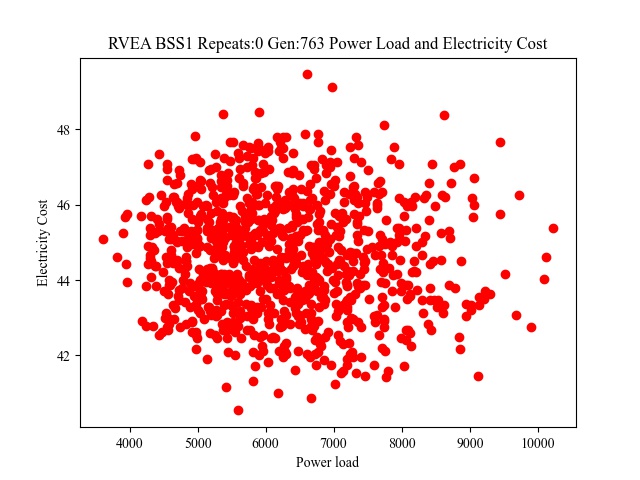 RVEA BSS1 Repeats:0 Gen:763 Power Load and Electricity Cost
48
46
44
42
Electricity Cost
4000 5000 6000 7000 8000 9000 10000
Power load